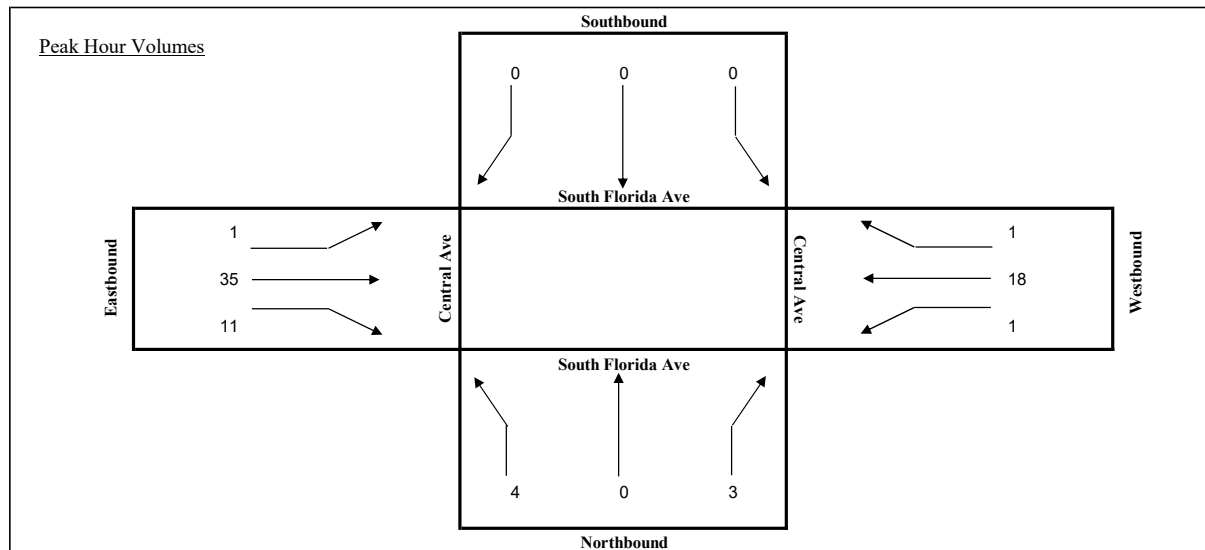 Southbound
Peak Hour Volumes
0 0 0
South Florida Ave
1
35
11
Eastbound
Central Ave
Central Ave
1
18
1
Westbound
South Florida Ave
4 0 3
Northbound